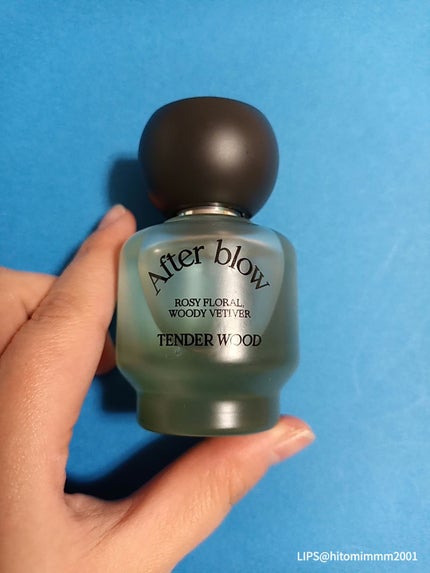 After blow
ROSY FLORAL,
WOODY VETIVER
TENDER WOOD
LIPS@hitomimmm2001